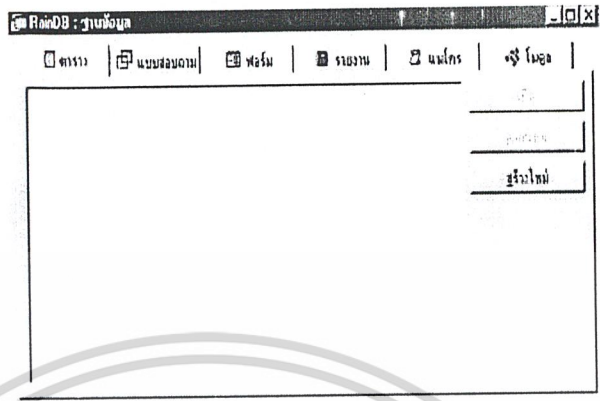 RainDB : ฐานข้อมูล
ตาราง แบบสอบถาม ฟอร์ม รายงาน แมโคร โมดูล
สร้างใหม่